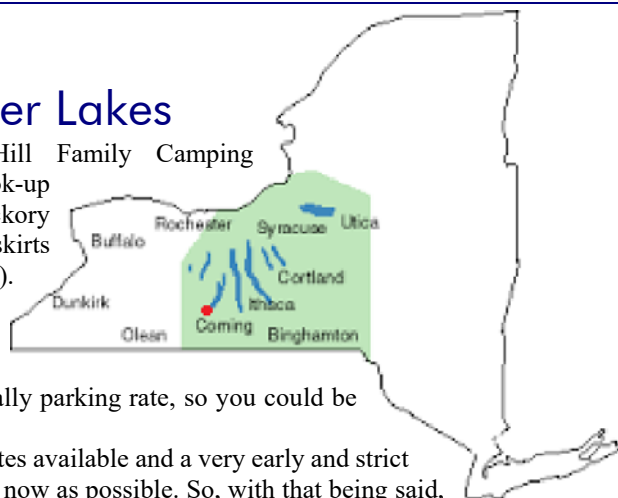 er Lakes
Hill Family Camping
ok-up
ekory
skirts
).
Rochester
Syracuse
Utica
Buffalo
Cortland
Dunkirk
Ithaca
Corning
Olean
Binghamton
ally parking rate, so you could be
tes available and a very early and strict
now as possible. So, with that being said,